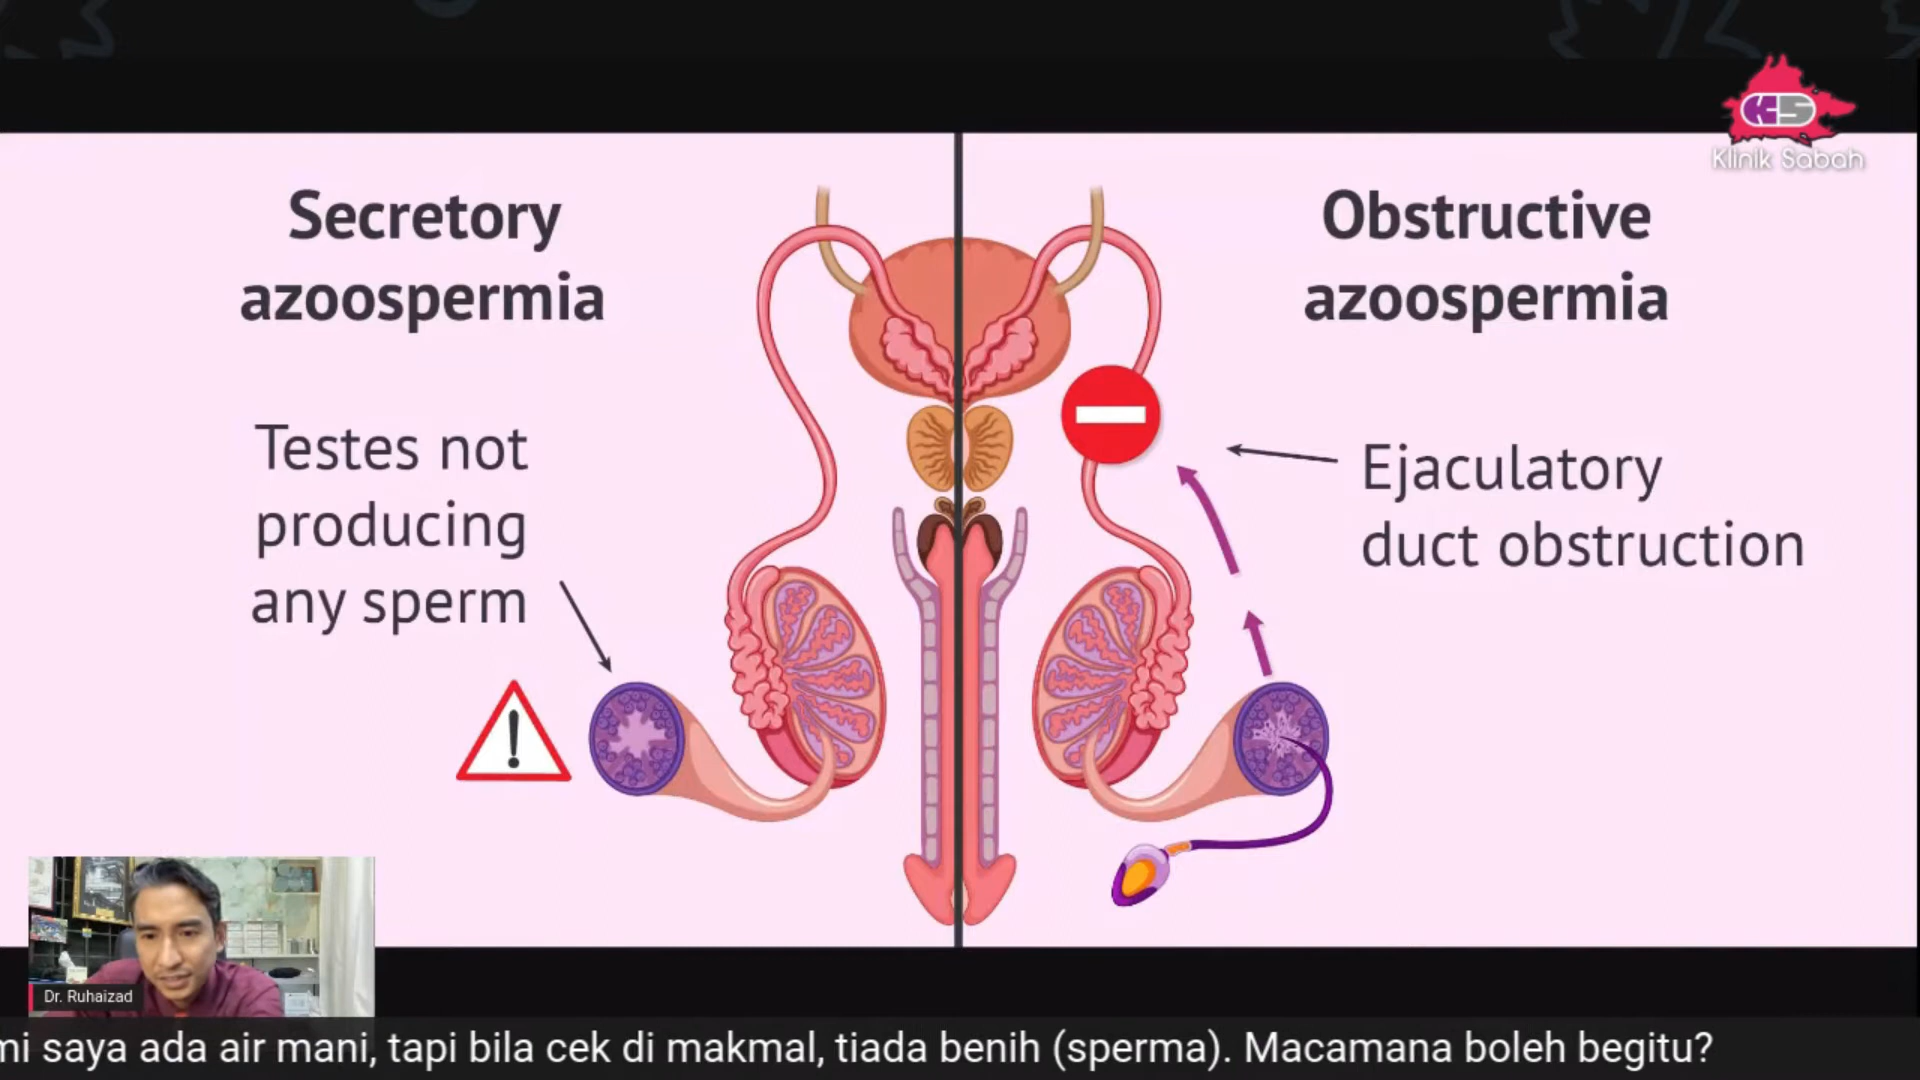 KS
Klinik Sabah
Secretory
azoospermia
Testes not
producing
any sperm
Obstructive
azoospermia
Ejaculatory
duct obstruction
Dr. Ruhaizad
mi saya ada air mani, tapi bila cek di makmal, tiada benih (sperma). Macamana boleh begitu?